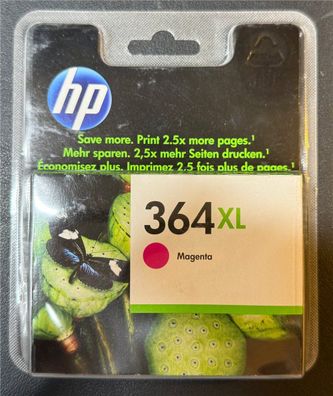 hp
Save more. Print 2.5x more pages.¹
Mehr sparen. 2,5x mehr Seiten drucken.¹
Économisez plus. Imprimez 2.5 fois plus de pages.¹
364XL
Magenta